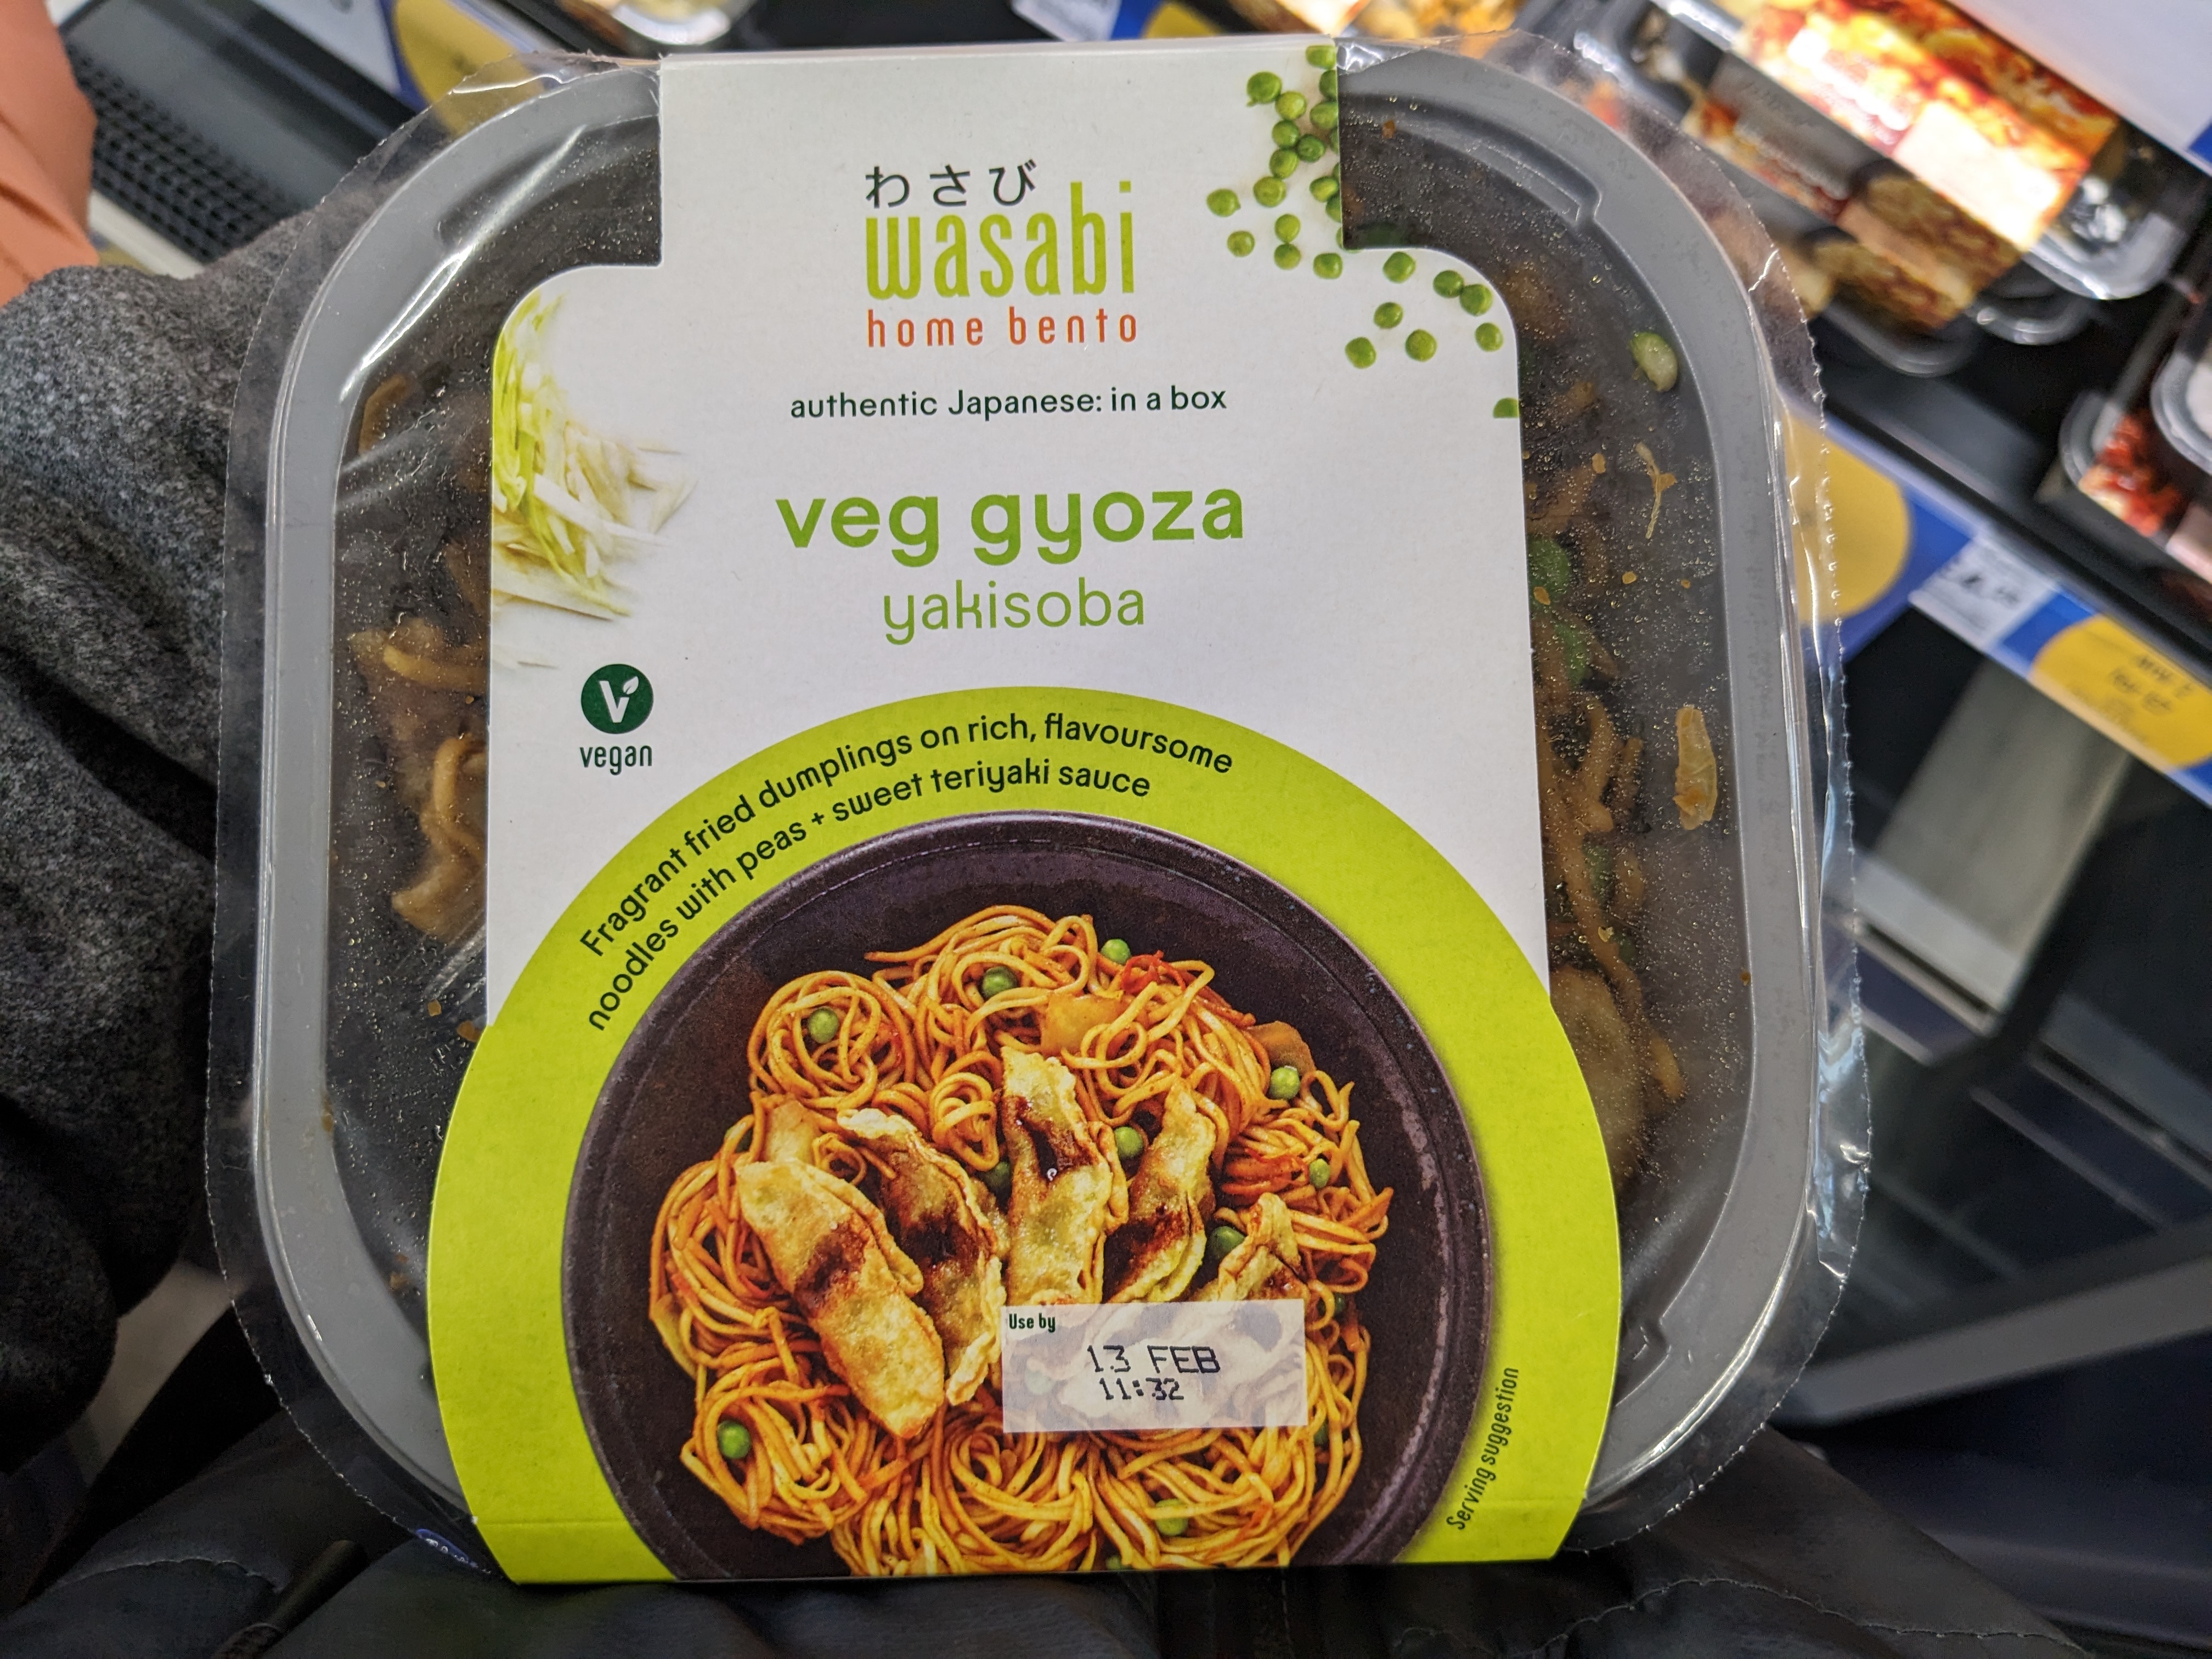 わさび
wasabi
home bento
authentic Japanese: in a box
veg gyoza
yakisoba
vegan
Fragrant fried dumplings on rich, flavoursome
noodles with peas + sweet teriyaki sauce
Use by
13 FEB
11:32
Serving suggestion